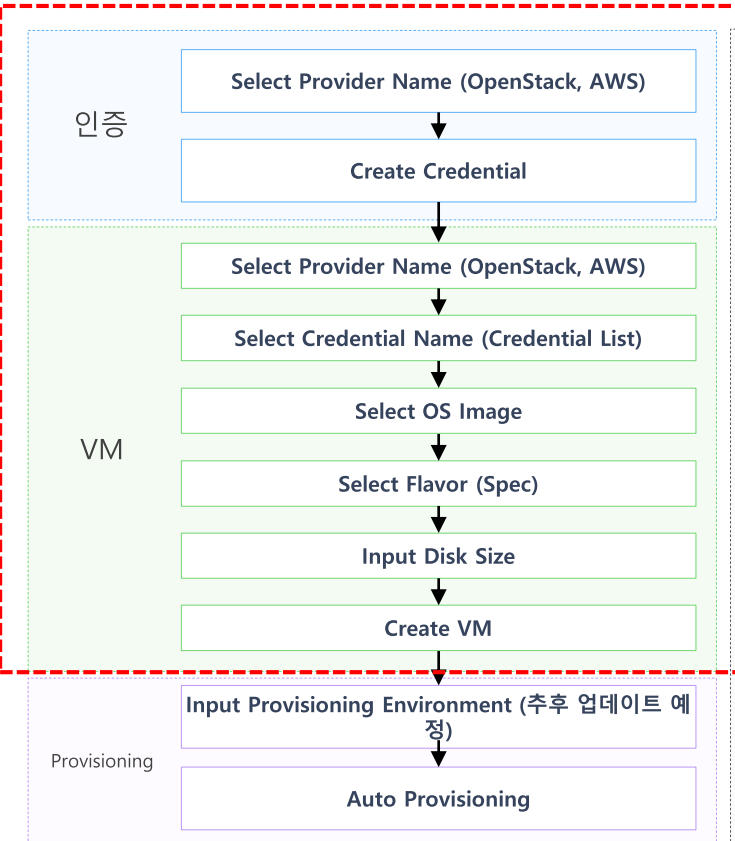 인증
Select Provider Name (OpenStack, AWS)
Create Credential
VM
Select Provider Name (OpenStack, AWS)
Select Credential Name (Credential List)
Select OS Image
Select Flavor (Spec)
Input Disk Size
Create VM
Provisioning
Input Provisioning Environment (추후 업데이트 예
정)
Auto Provisioning